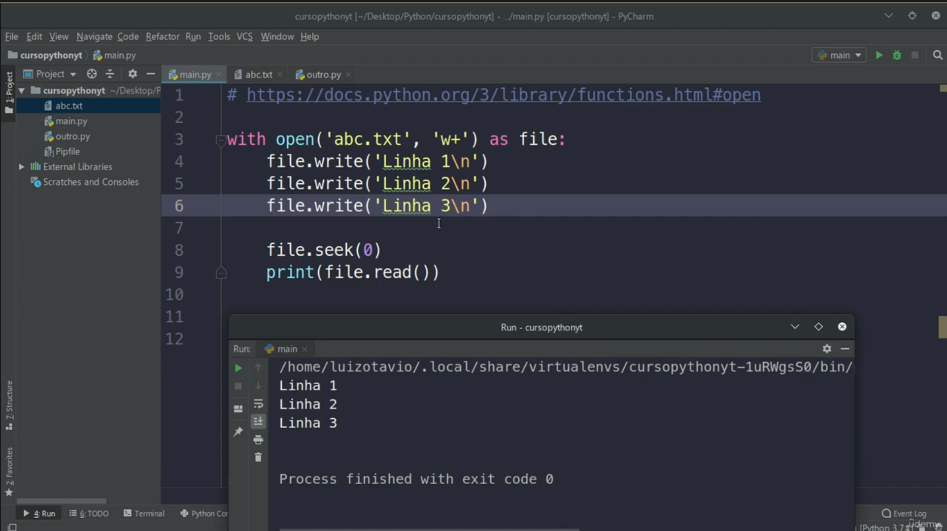 cursopythonyt [~/Desktop/Python/cursopythonyt] - .../main.py [cursopythonyt] - PyCharm
File Edit View Navigate Code Refactor Run Tools VCS Window Help
cursopythonyt main.py
main
Project
main.py abc.txt outro.py
1: Project
cursopythonyt ~/Desktop/P
abc.txt
main.py
outro.py
Pipfile
External Libraries
Scratches and Consoles
1 # https://docs.python.org/3/library/functions.html#open
2
3 with open('abc.txt', 'w+') as file:
4 file.write('Linha 1\n')
5 file.write('Linha 2\n')
6 file.write('Linha 3\n')
7
8 file.seek(0)
9 print(file.read())
10
11
12
Run - cursopythonyt
Run: main
/home/luizotavio/.local/share/virtualenvs/cursopythonyt-1uRWgsS0/bin/
Linha 1
Linha 2
Linha 3
Process finished with exit code 0
7: Structure
2: Favorites
4: Run 6: TODO Terminal Python Con
Event Log
Udemy